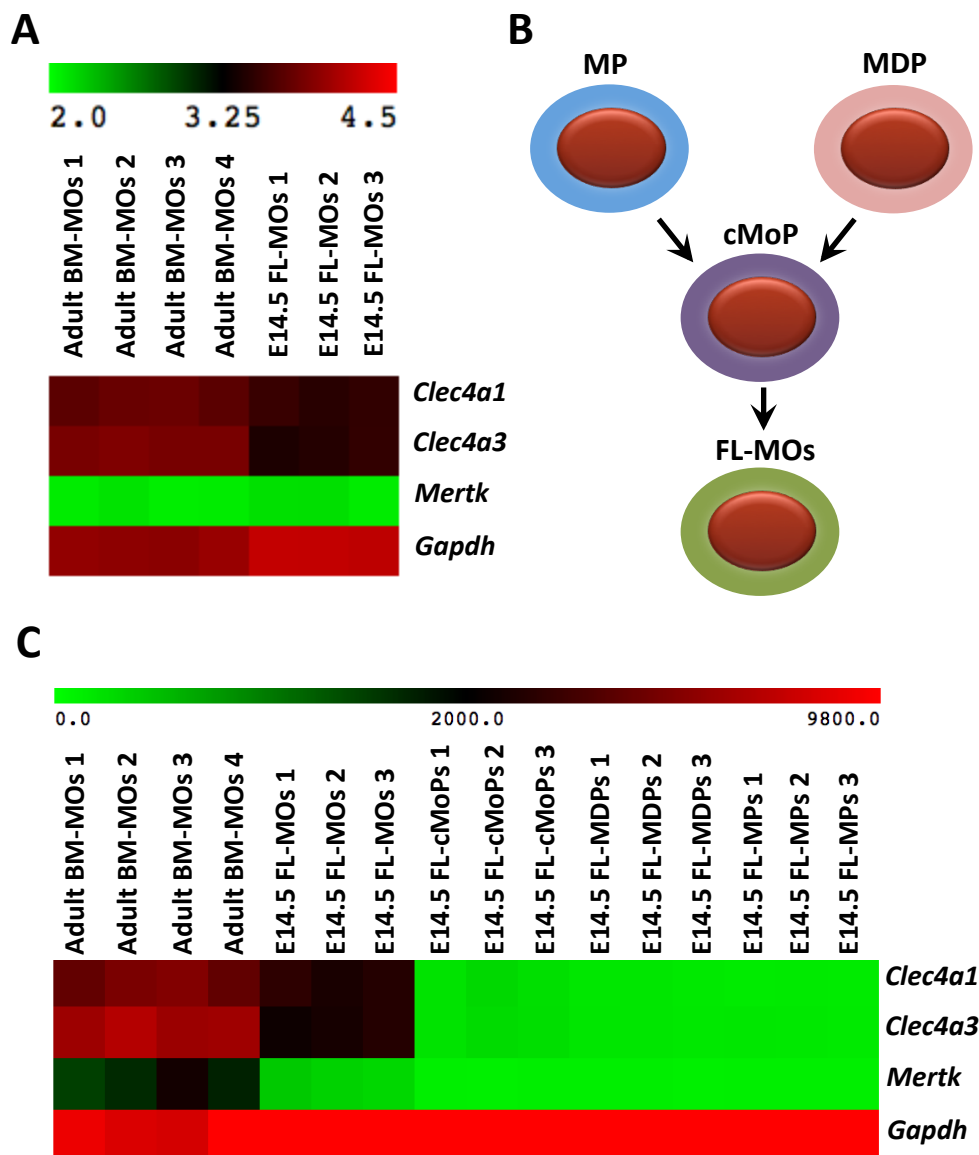 A
2.0 3.25 4.5
Adult BM-MOs 1
Adult BM-MOs 2
Adult BM-MOs 3
Adult BM-MOs 4
E14.5 FL-MOs 1
E14.5 FL-MOs 2
E14.5 FL-MOs 3
Clec4a1
Clec4a3
Mertk
Gapdh
B
MP
MDP
cMoP
FL-MOs
C
0.0 2000.0 9800.0
Adult BM-MOs 1
Adult BM-MOs 2
Adult BM-MOs 3
Adult BM-MOs 4
E14.5 FL-MOs 1
E14.5 FL-MOs 2
E14.5 FL-MOs 3
E14.5 FL-cMoPs 1
E14.5 FL-cMoPs 2
E14.5 FL-cMoPs 3
E14.5 FL-MDPs 1
E14.5 FL-MDPs 2
E14.5 FL-MDPs 3
E14.5 FL-MPs 1
E14.5 FL-MPs 2
E14.5 FL-MPs 3
Clec4a1
Clec4a3
Mertk
Gapdh